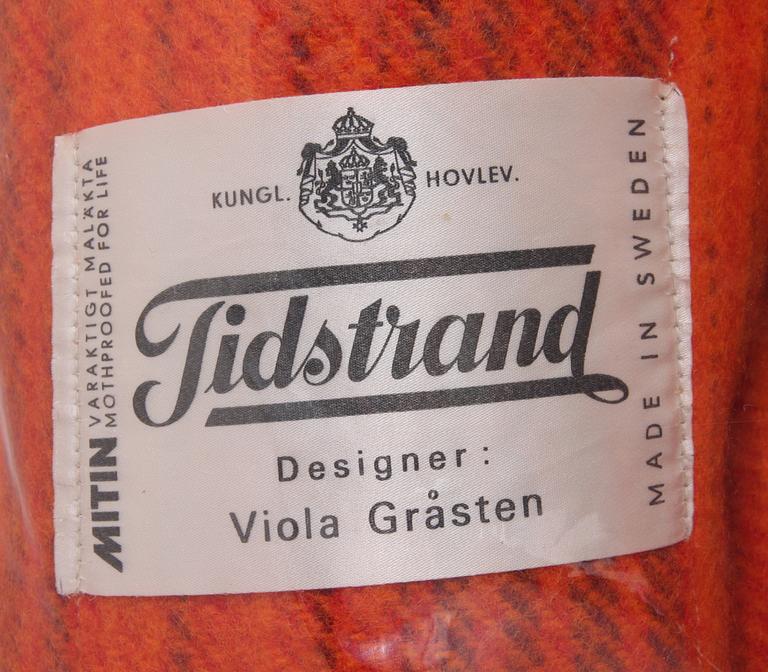 KUNGL. HOVLEV.
Tidstrand
Designer:
Viola Gråsten
MITIN VARAKTIGT MALÄKTA
MOTHPROOFED FOR LIFE
MADE IN SWEDEN